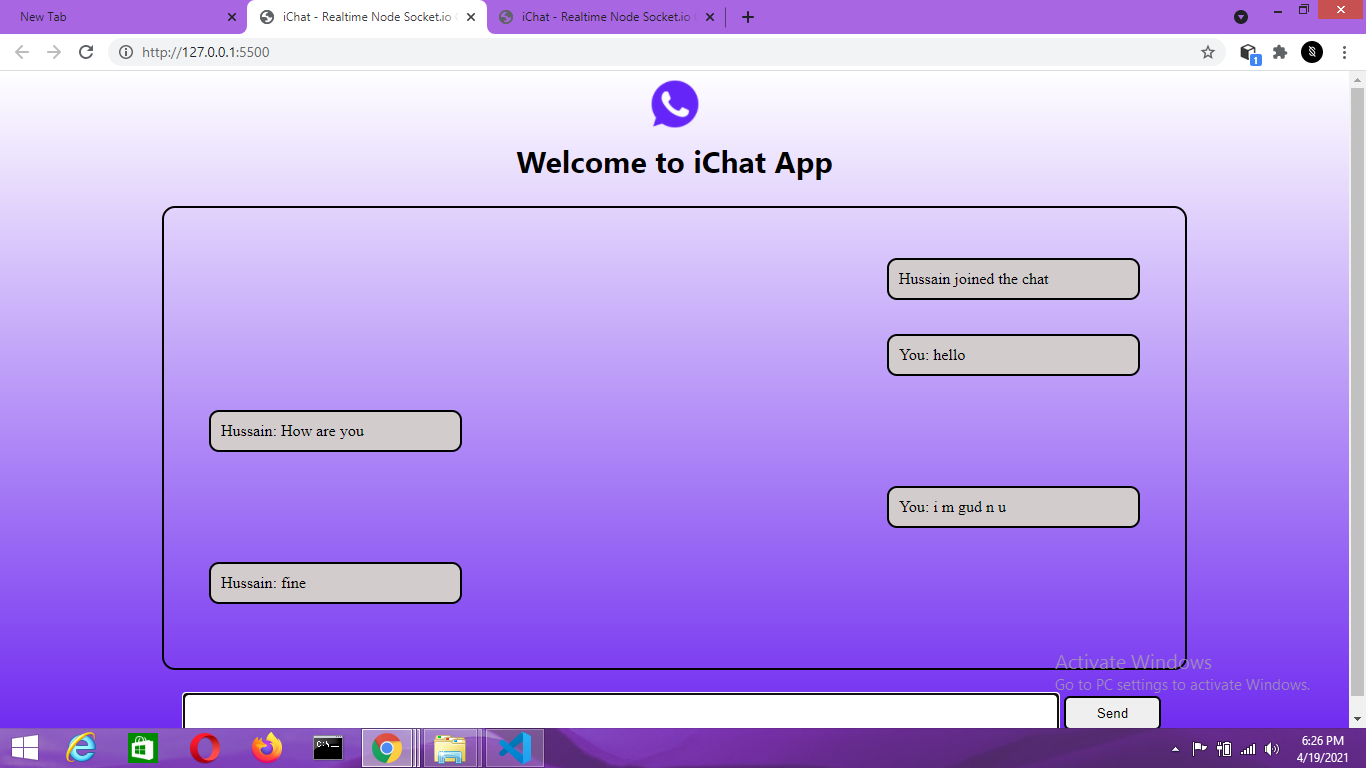 New Tab
iChat - Realtime Node Socket.io
iChat - Realtime Node Socket.io
http://127.0.0.1:5500
1
Welcome to iChat App
Hussain joined the chat
You: hello
Hussain: How are you
You: i m gud n u
Hussain: fine
Activate Windows
Go to PC settings to activate Windows.
Send
C:\>_
6:26 PM
4/19/2021